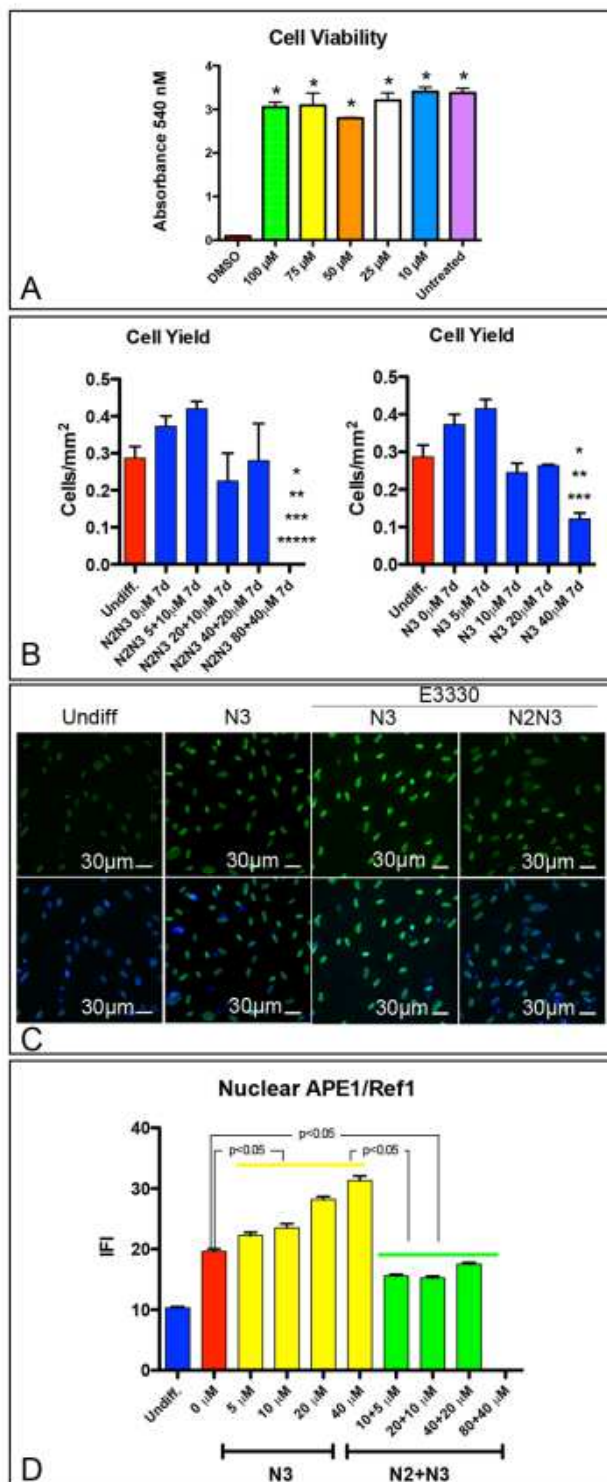 Cell Viability
Absorbance 540 nM
4
3
2
1
0
* * * * * *
DMSO
100 µM
75 µM
50 µM
25 µM
10 µM
Untreated
A
Cell Yield
Cells/mm²
0.5
0.4
0.3
0.2
0.1
0.0
*
**
***
*****
Undiff.
N2N3 0µM 7d
N2N3 5+10µM 7d
N2N3 20+10µM 7d
N2N3 40+20µM 7d
N2N3 80+40µM 7d
Cell Yield
Cells/mm²
0.5
0.4
0.3
0.2
0.1
0.0
*
**
***
Undiff.
N3 0µM 7d
N3 5µM 7d
N3 10µM 7d
N3 20µM 7d
N3 40µM 7d
B
E3330
Undiff N3 N3 N2N3
30µm 30µm 30µm 30µm
30µm 30µm 30µm 30µm
C
Nuclear APE1/Ref1
IFI
40
30
20
10
0
p<0.05
p<0.05 p<0.05
Undiff.
0 µM
5 µM
10 µM
20 µM
40 µM
10+5 µM
20+10 µM
40+20 µM
80+40 µM
N3 N2+N3
D